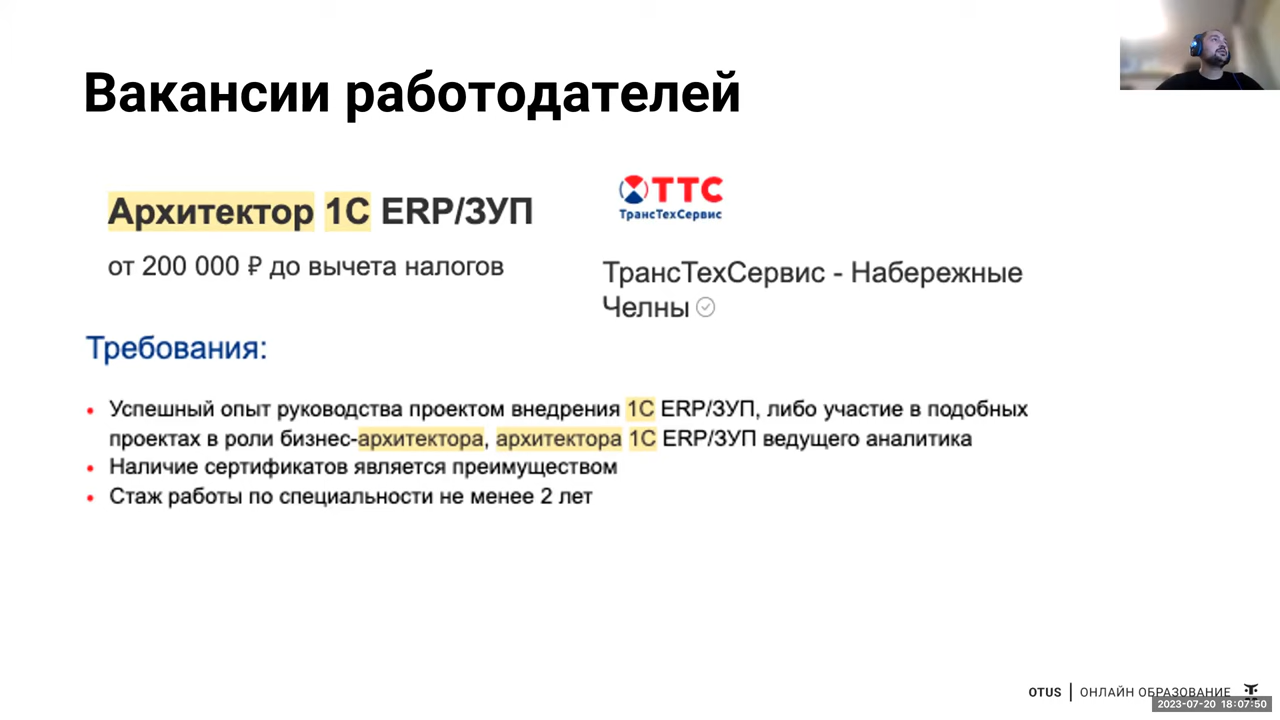 Вакансии работодателей
Архитектор 1С ERP/ЗУП
от 200 000 ₽ до вычета налогов
ТТС
ТрансТехСервис
ТрансТехСервис - Набережные
Челны
Требования:
Успешный опыт руководства проектом внедрения 1С ERP/ЗУП, либо участие в подобных
проектах в роли бизнес-архитектора, архитектора 1С ERP/ЗУП ведущего аналитика
Наличие сертификатов является преимуществом
Стаж работы по специальности не менее 2 лет
OTUS | ОНЛАЙН ОБРАЗОВАНИЕ
2023-07-20 18:07:50